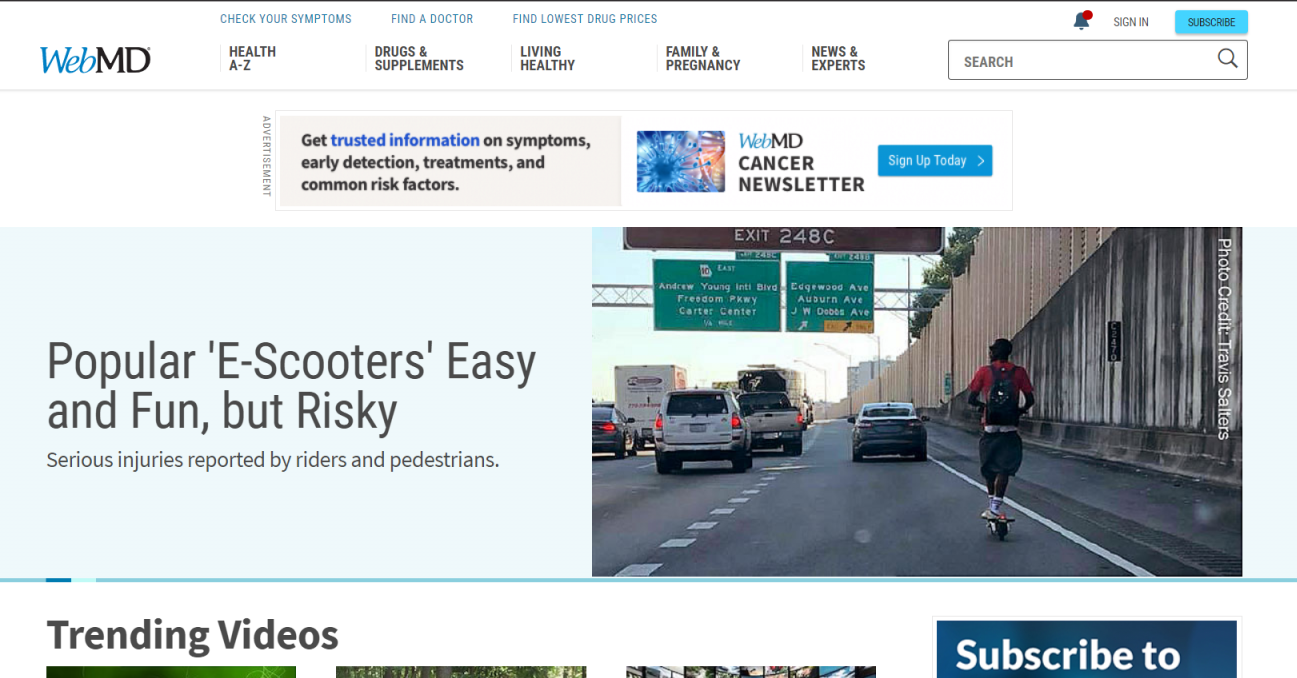 CHECK YOUR SYMPTOMS
FIND A DOCTOR
FIND LOWEST DRUG PRICES
SIGN IN
SUBSCRIBE
WebMD
HEALTH
A-Z
DRUGS &
SUPPLEMENTS
LIVING
HEALTHY
FAMILY &
PREGNANCY
NEWS &
EXPERTS
SEARCH
ADVERTISEMENT
Get trusted information on symptoms,
early detection, treatments, and
common risk factors.
WebMD
CANCER
NEWSLETTER
Sign Up Today
Popular 'E-Scooters' Easy
and Fun, but Risky
Serious injuries reported by riders and pedestrians.
EXIT 248C
EAST
Andrew Young Intl Blvd
Freedom Pkwy
Carter Center
Edgewood Ave
Auburn Ave
J W Dobbs Ave
Photo Credit: Travis Salters
Trending Videos
Subscribe to